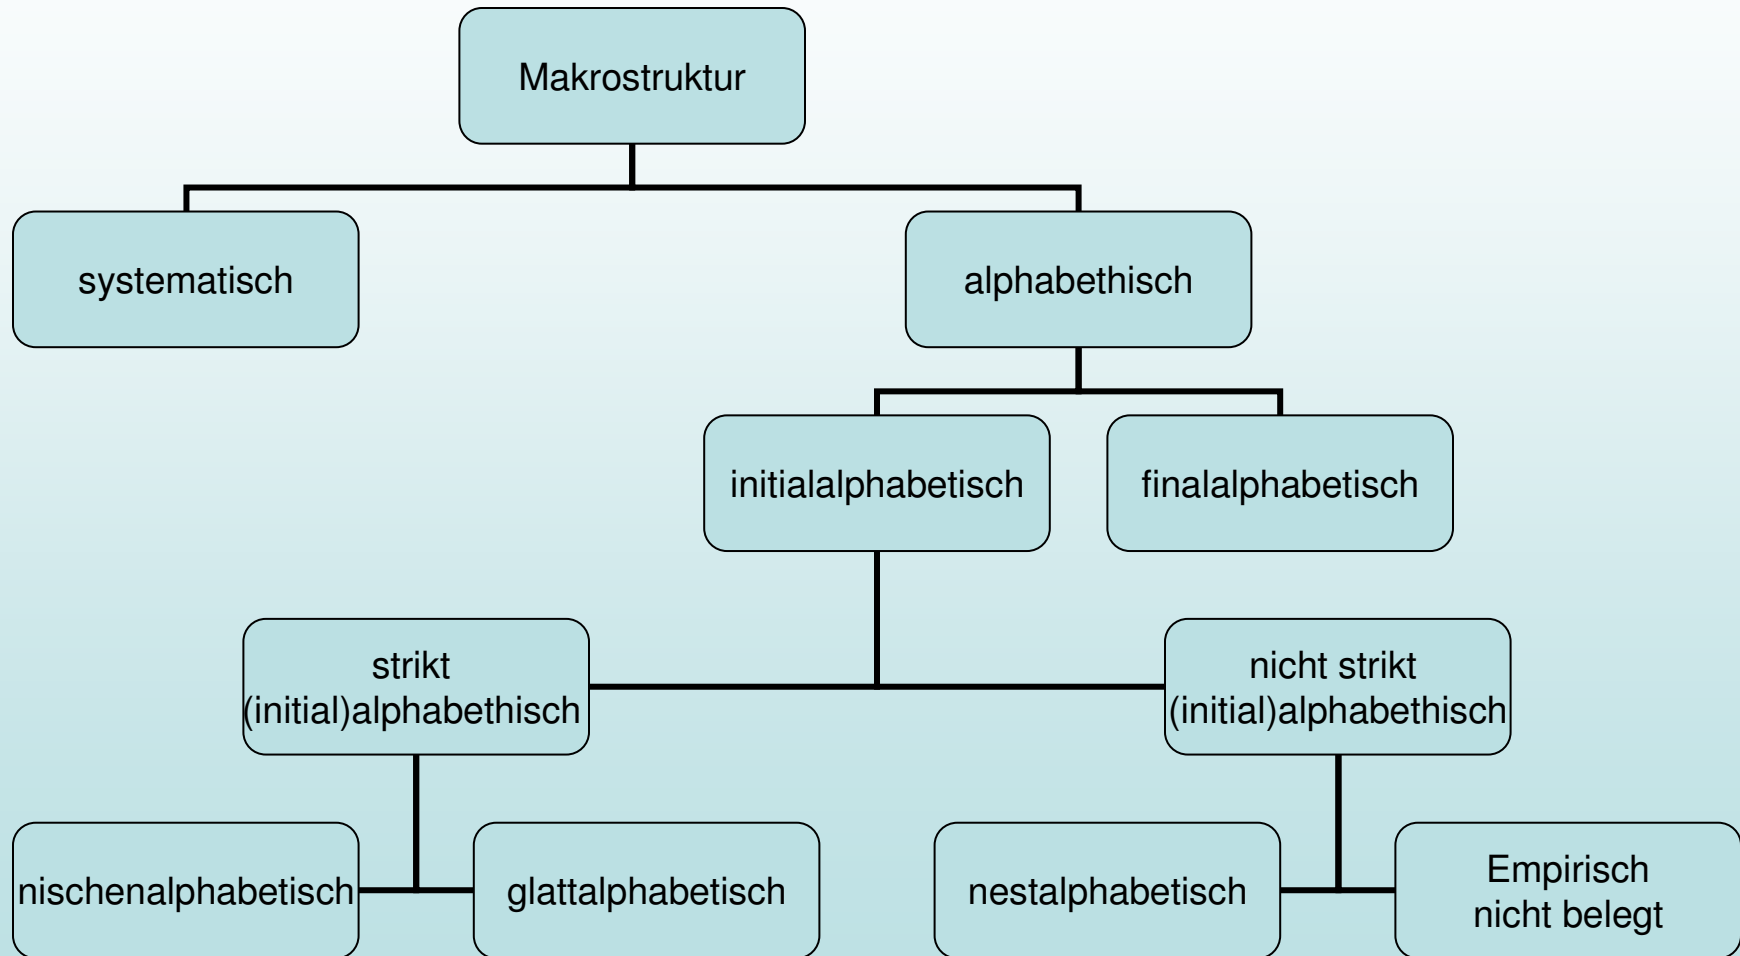 Makrostruktur
systematisch
alphabethisch
initialalphabetisch
finalalphabetisch
strikt
(initial)alphabethisch
nicht strikt
(initial)alphabethisch
nischenalphabetisch
glattalphabetisch
nestalphabetisch
Empirisch
nicht belegt